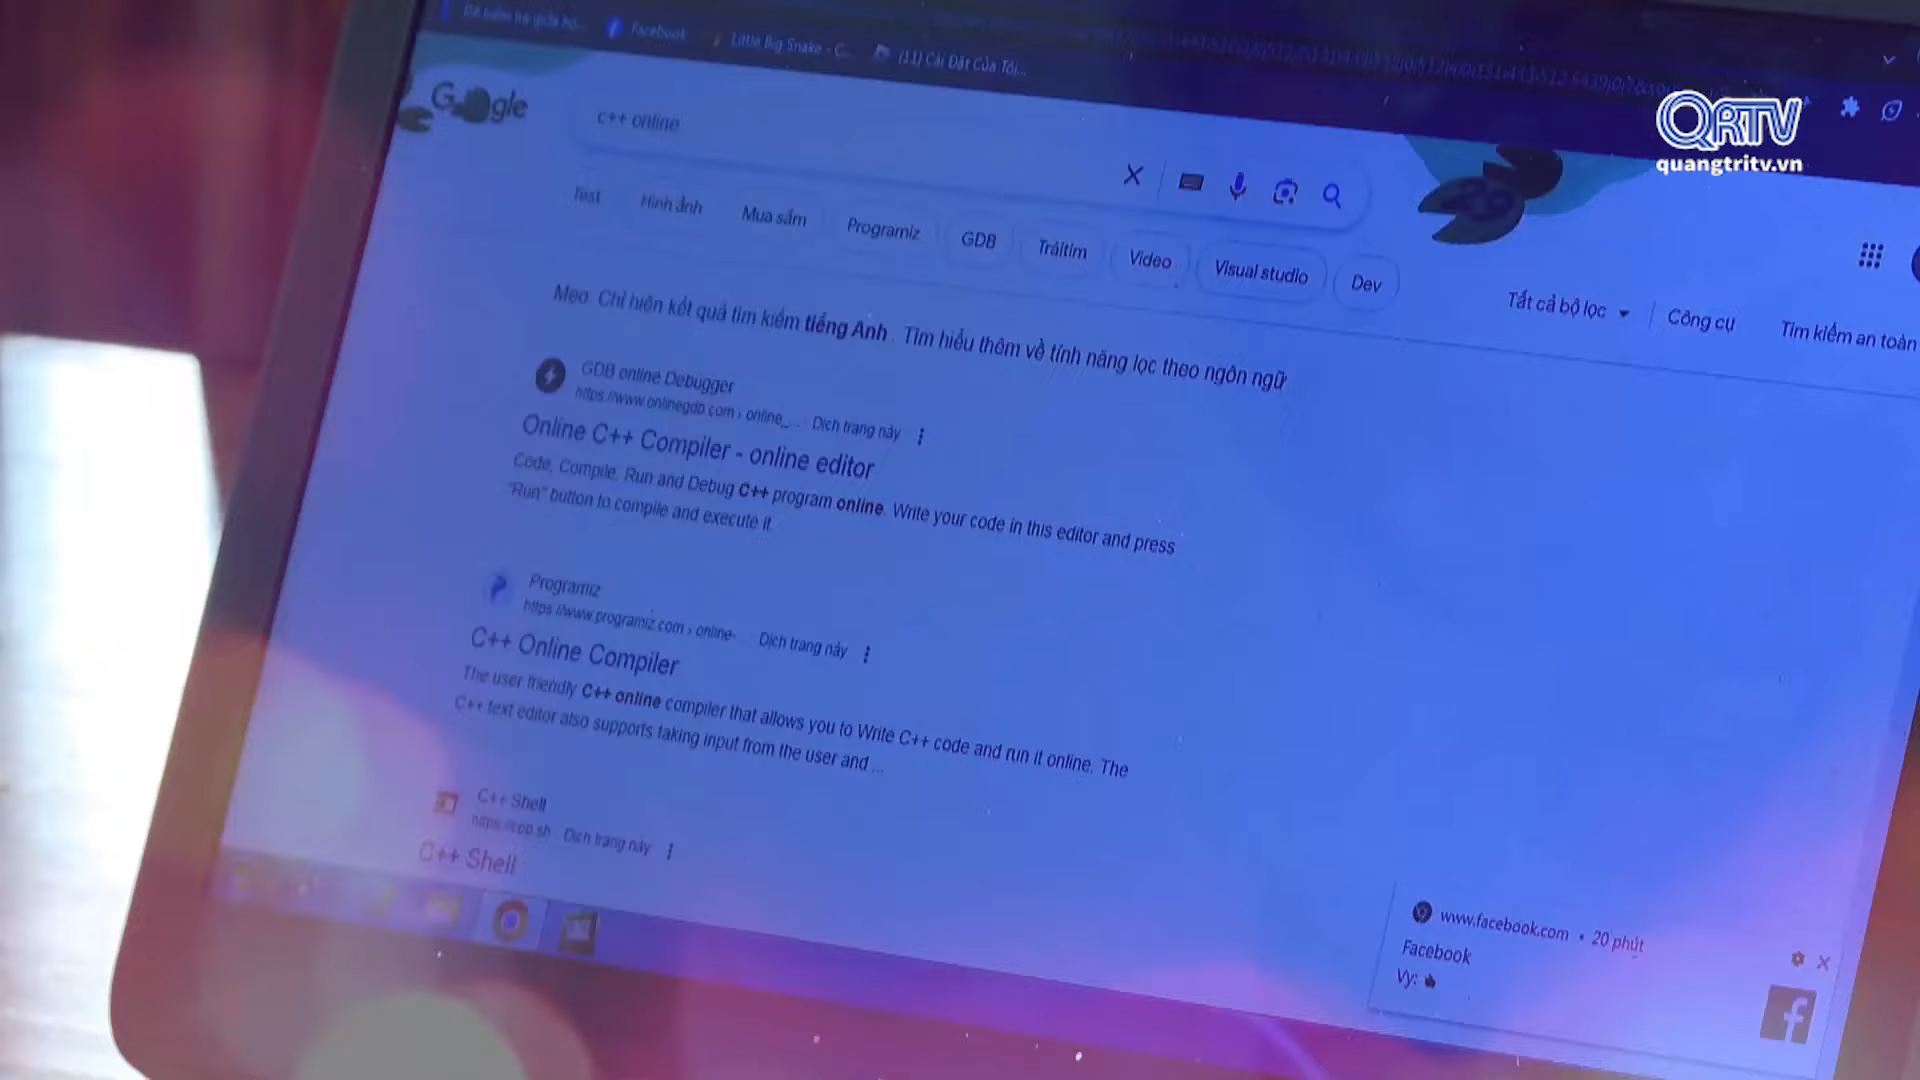 Facebook
Little Big Snake - C...
(11) Cài Đặt Của Tôi...
QRTV
quangtritv.vn
Google
c++ online
Test
Hình ảnh
Mua sắm
Programiz
GDB
Tráitim
Video
Visual studio
Dev
Tất cả bộ lọc
Công cụ
Tìm kiếm an toàn
Mẹo Chỉ hiện kết quả tìm kiếm tiếng Anh . Tìm hiểu thêm về tính năng lọc theo ngôn ngữ
GDB online Debugger
https://www.onlinegdb.com › online_... · Dịch trang này
Online C++ Compiler - online editor
Code, Compile, Run and Debug C++ program online. Write your code in this editor and press
"Run" button to compile and execute it.
Programiz
https://www.programiz.com › online-... · Dịch trang này
C++ Online Compiler
The user friendly C++ online compiler that allows you to Write C++ code and run it online. The
C++ text editor also supports taking input from the user and ...
C++ Shell
https://cpp.sh · Dịch trang này
C++ Shell
www.facebook.com • 20 phút
Facebook
Vy: